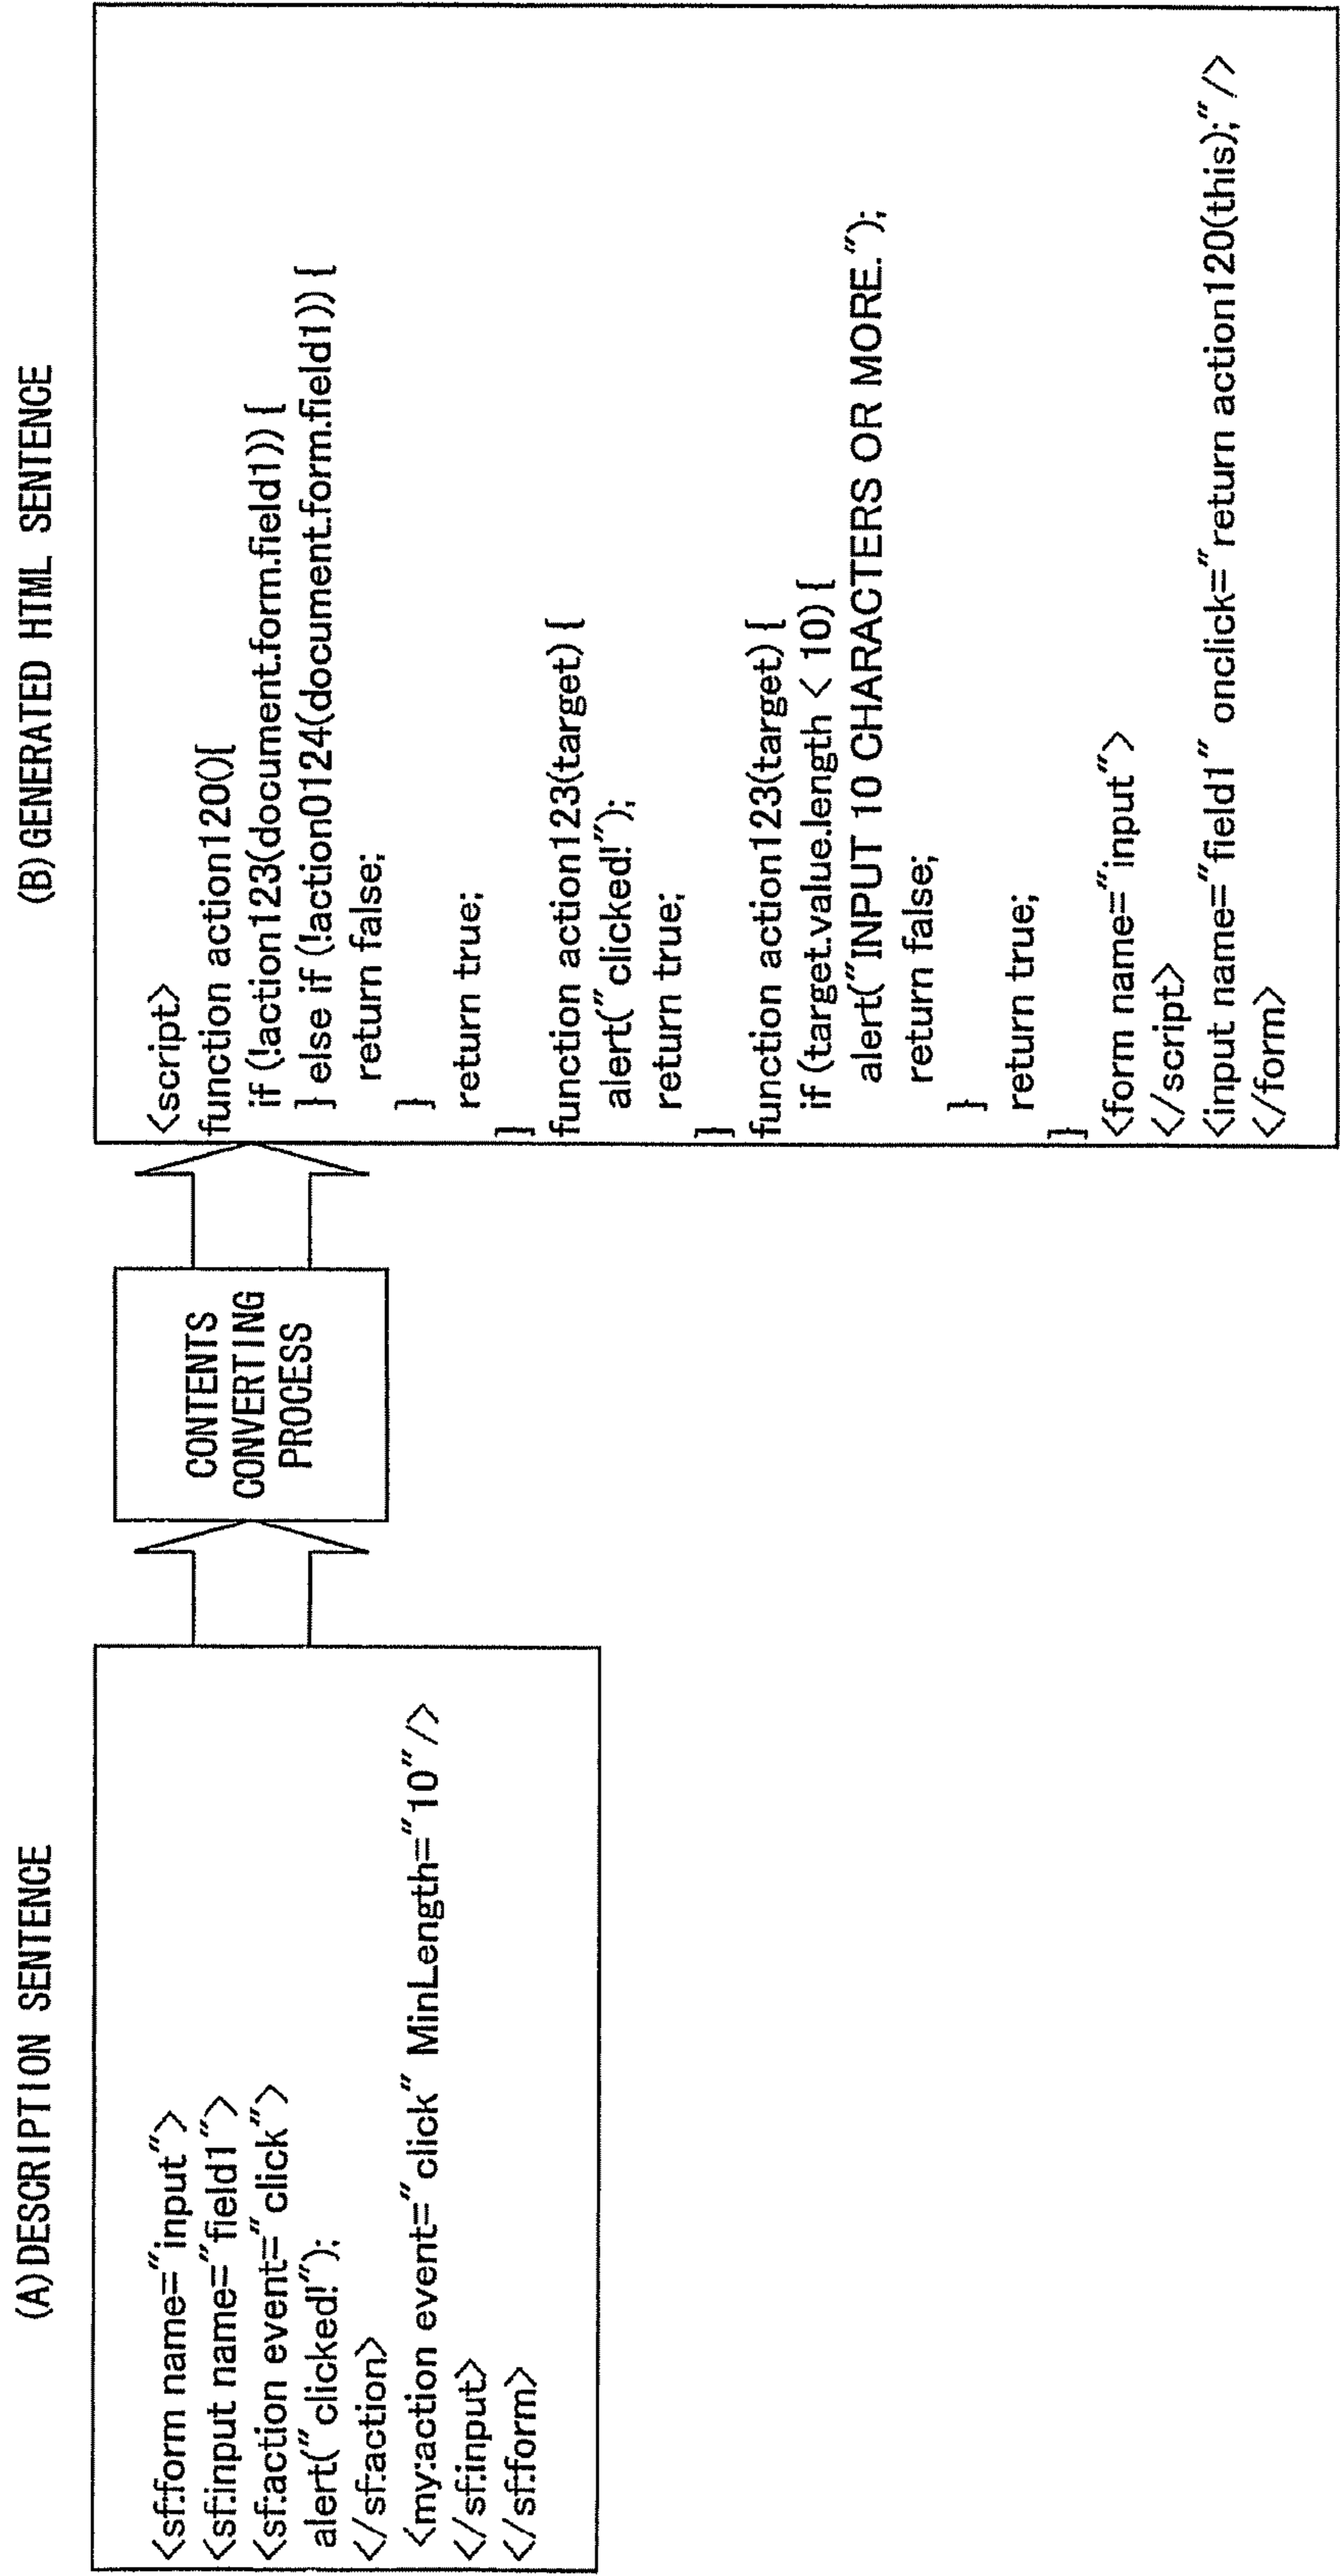 (A) DESCRIPTION SENTENCE
<sf:form name="input">
<sf:input name="field1">
<sf:action event="click">
alert("clicked!");
</sf:action>
<my:action event="click" MinLength="10"/>
</sf:input>
</sf:form>
CONTENTS
CONVERTING
PROCESS
(B) GENERATED HTML SENTENCE
<script>
function action120(){
if (!action123(document.form.field1)) {
} else if (!action0124(document.form.field1)) {
return false;
}
return true;
}
function action123(target) {
alert("clicked!");
return true;
}
function action123(target) {
if (target.value.length < 10) {
alert("INPUT 10 CHARACTERS OR MORE.");
return false;
}
return true;
}
<form name="input">
</script>
<input name="field1" onclick="return action120(this);"/>
</form>